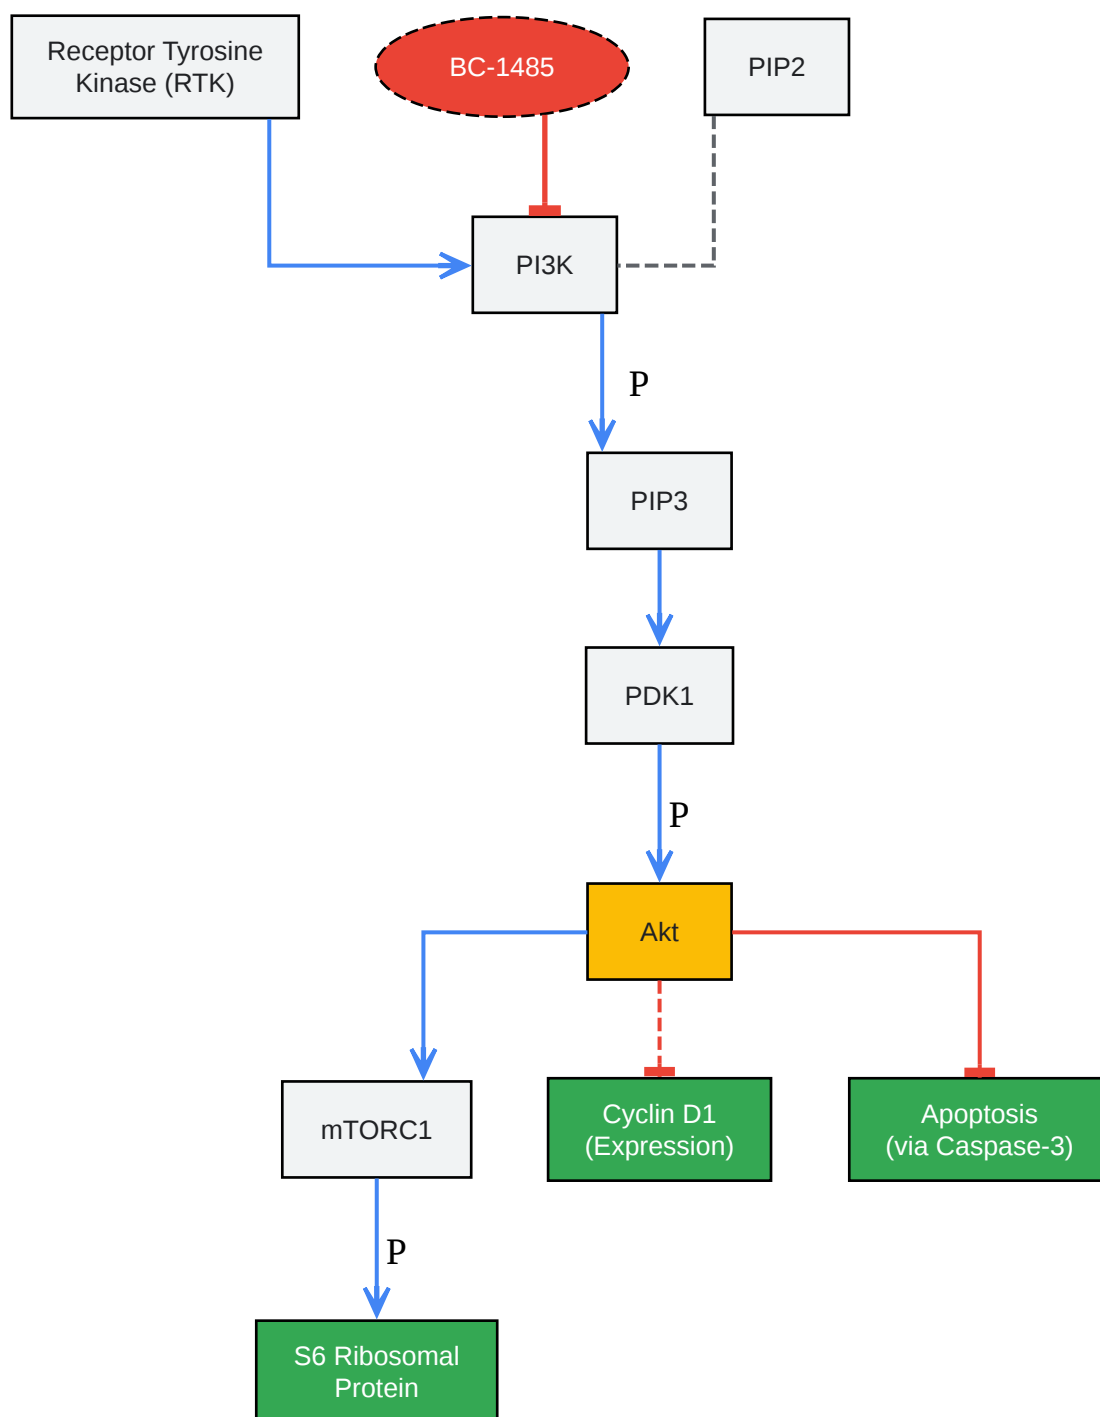 Receptor Tyrosine
Kinase (RTK)
BC-1485
PIP2
PI3K
P
PIP3
PDK1
P
Akt
mTORC1
Cyclin D1
(Expression)
Apoptosis
(via Caspase-3)
P
S6 Ribosomal
Protein